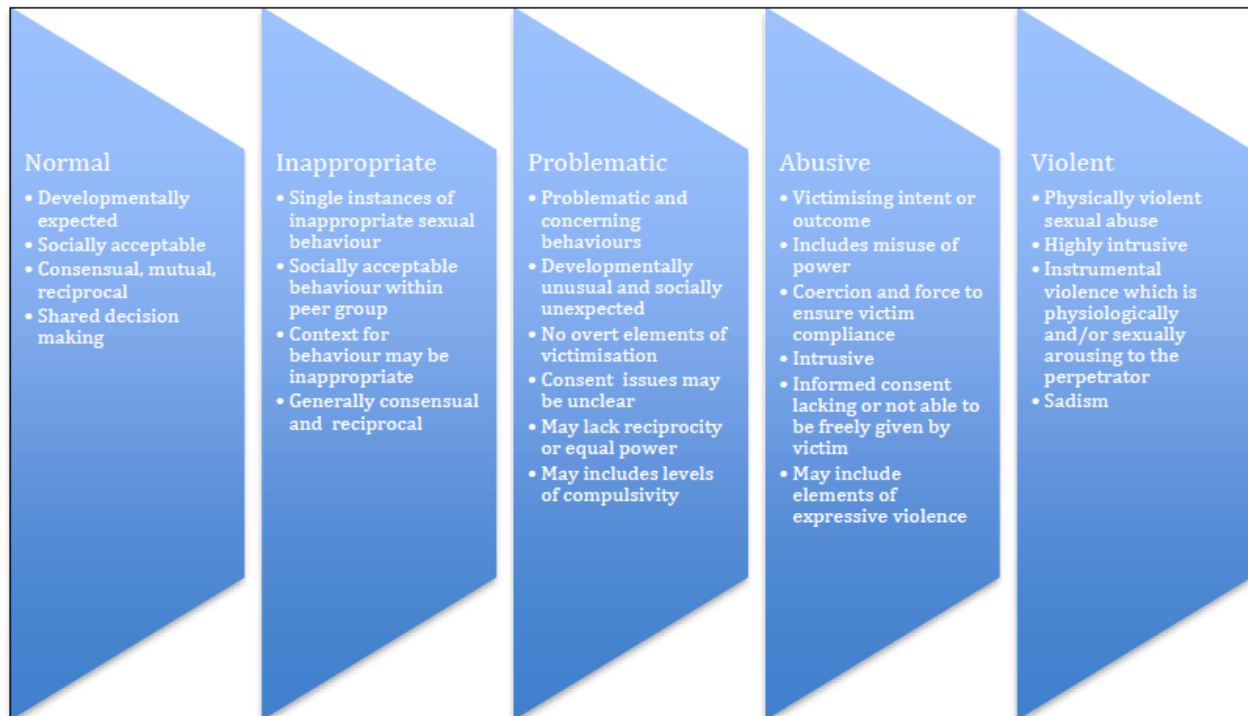 Normal
• Developmentally
expected
• Socially acceptable
• Consensual, mutual,
reciprocal
• Shared decision
making
Inappropriate
• Single instances of
inappropriate sexual
behaviour
• Socially acceptable
behaviour within
peer group
• Context for
behaviour may be
inappropriate
• Generally consensual
and reciprocal
Problematic
• Problematic and
concerning
behaviours
• Developmentally
unusual and socially
unexpected
• No overt elements of
victimisation
• Consent issues may
be unclear
• May lack reciprocity
or equal power
• May includes levels
of compulsivity
Abusive
• Victimising intent or
outcome
• Includes misuse of
power
• Coercion and force to
ensure victim
compliance
• Intrusive
• Informed consent
lacking or not able to
be freely given by
victim
• May include
elements of
expressive violence
Violent
• Physically violent
sexual abuse
• Highly intrusive
• Instrumental
violence which is
physiologically
and/or sexually
arousing to the
perpetrator
• Sadism